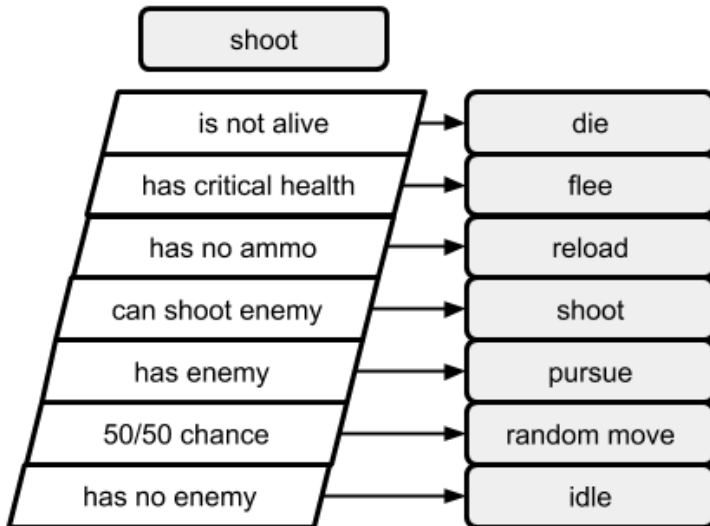 shoot
is not alive
die
has critical health
flee
has no ammo
reload
can shoot enemy
shoot
has enemy
pursue
50/50 chance
random move
has no enemy
idle